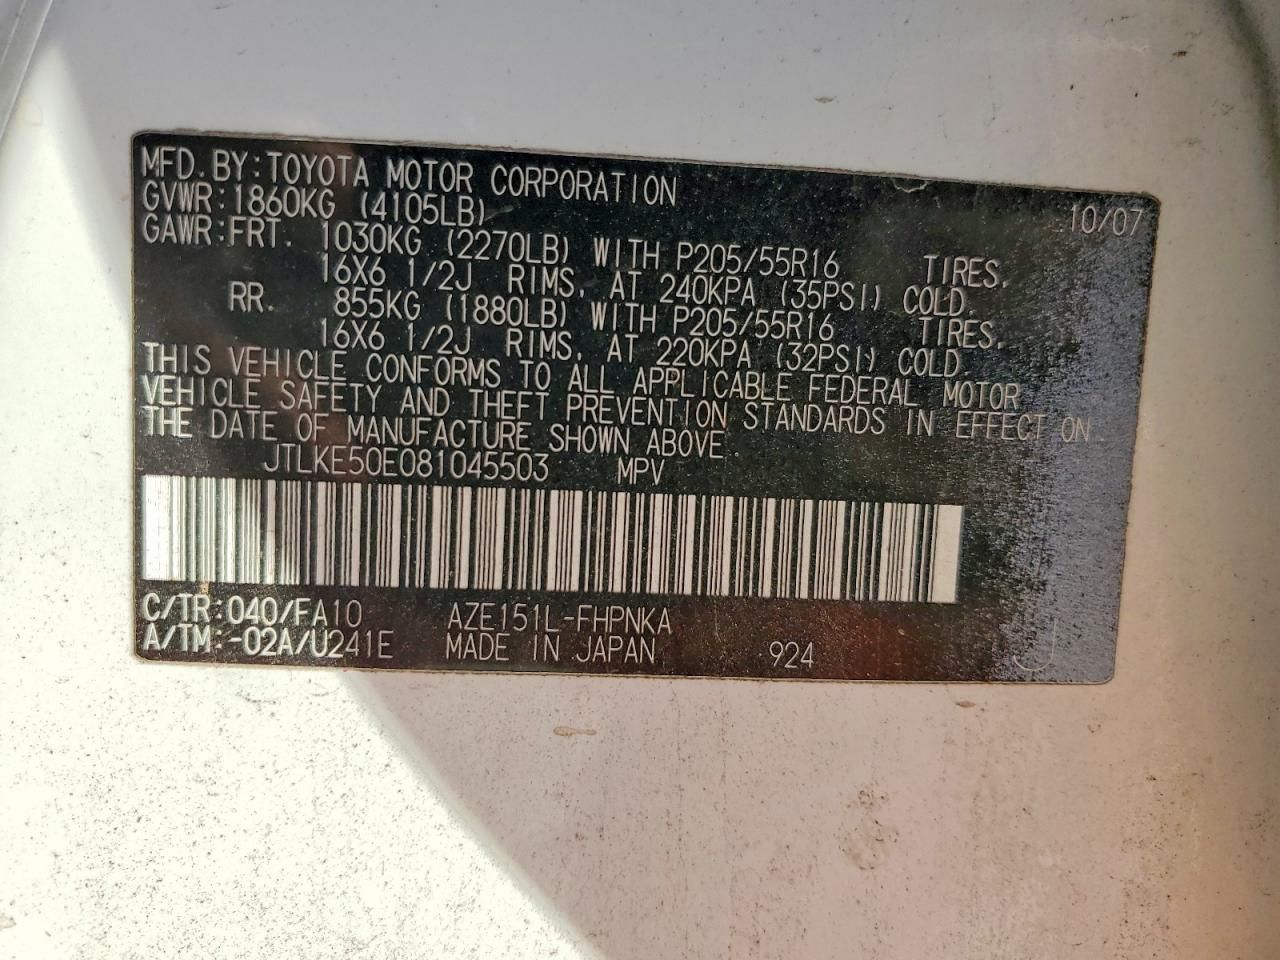 MFD. BY: TOYOTA MOTOR CORPORATION 10/07
GVWR: 1860KG (4105LB)
GAWR: FRT. 1030KG (2270LB) WITH P205/55R16 TIRES,
16X6 1/2J RIMS, AT 240KPA (35PSI) COLD.
RR. 855KG (1880LB) WITH P205/55R16 TIRES,
16X6 1/2J RIMS, AT 220KPA (32PSI) COLD.
THIS VEHICLE CONFORMS TO ALL APPLICABLE FEDERAL MOTOR
VEHICLE SAFETY AND THEFT PREVENTION STANDARDS IN EFFECT ON
THE DATE OF MANUFACTURE SHOWN ABOVE
JTLKE50E081045503 MPV
C/TR: 040/FA10 AZE151L-FHPNKA
A/TM: -02A/U241E MADE IN JAPAN 924 J